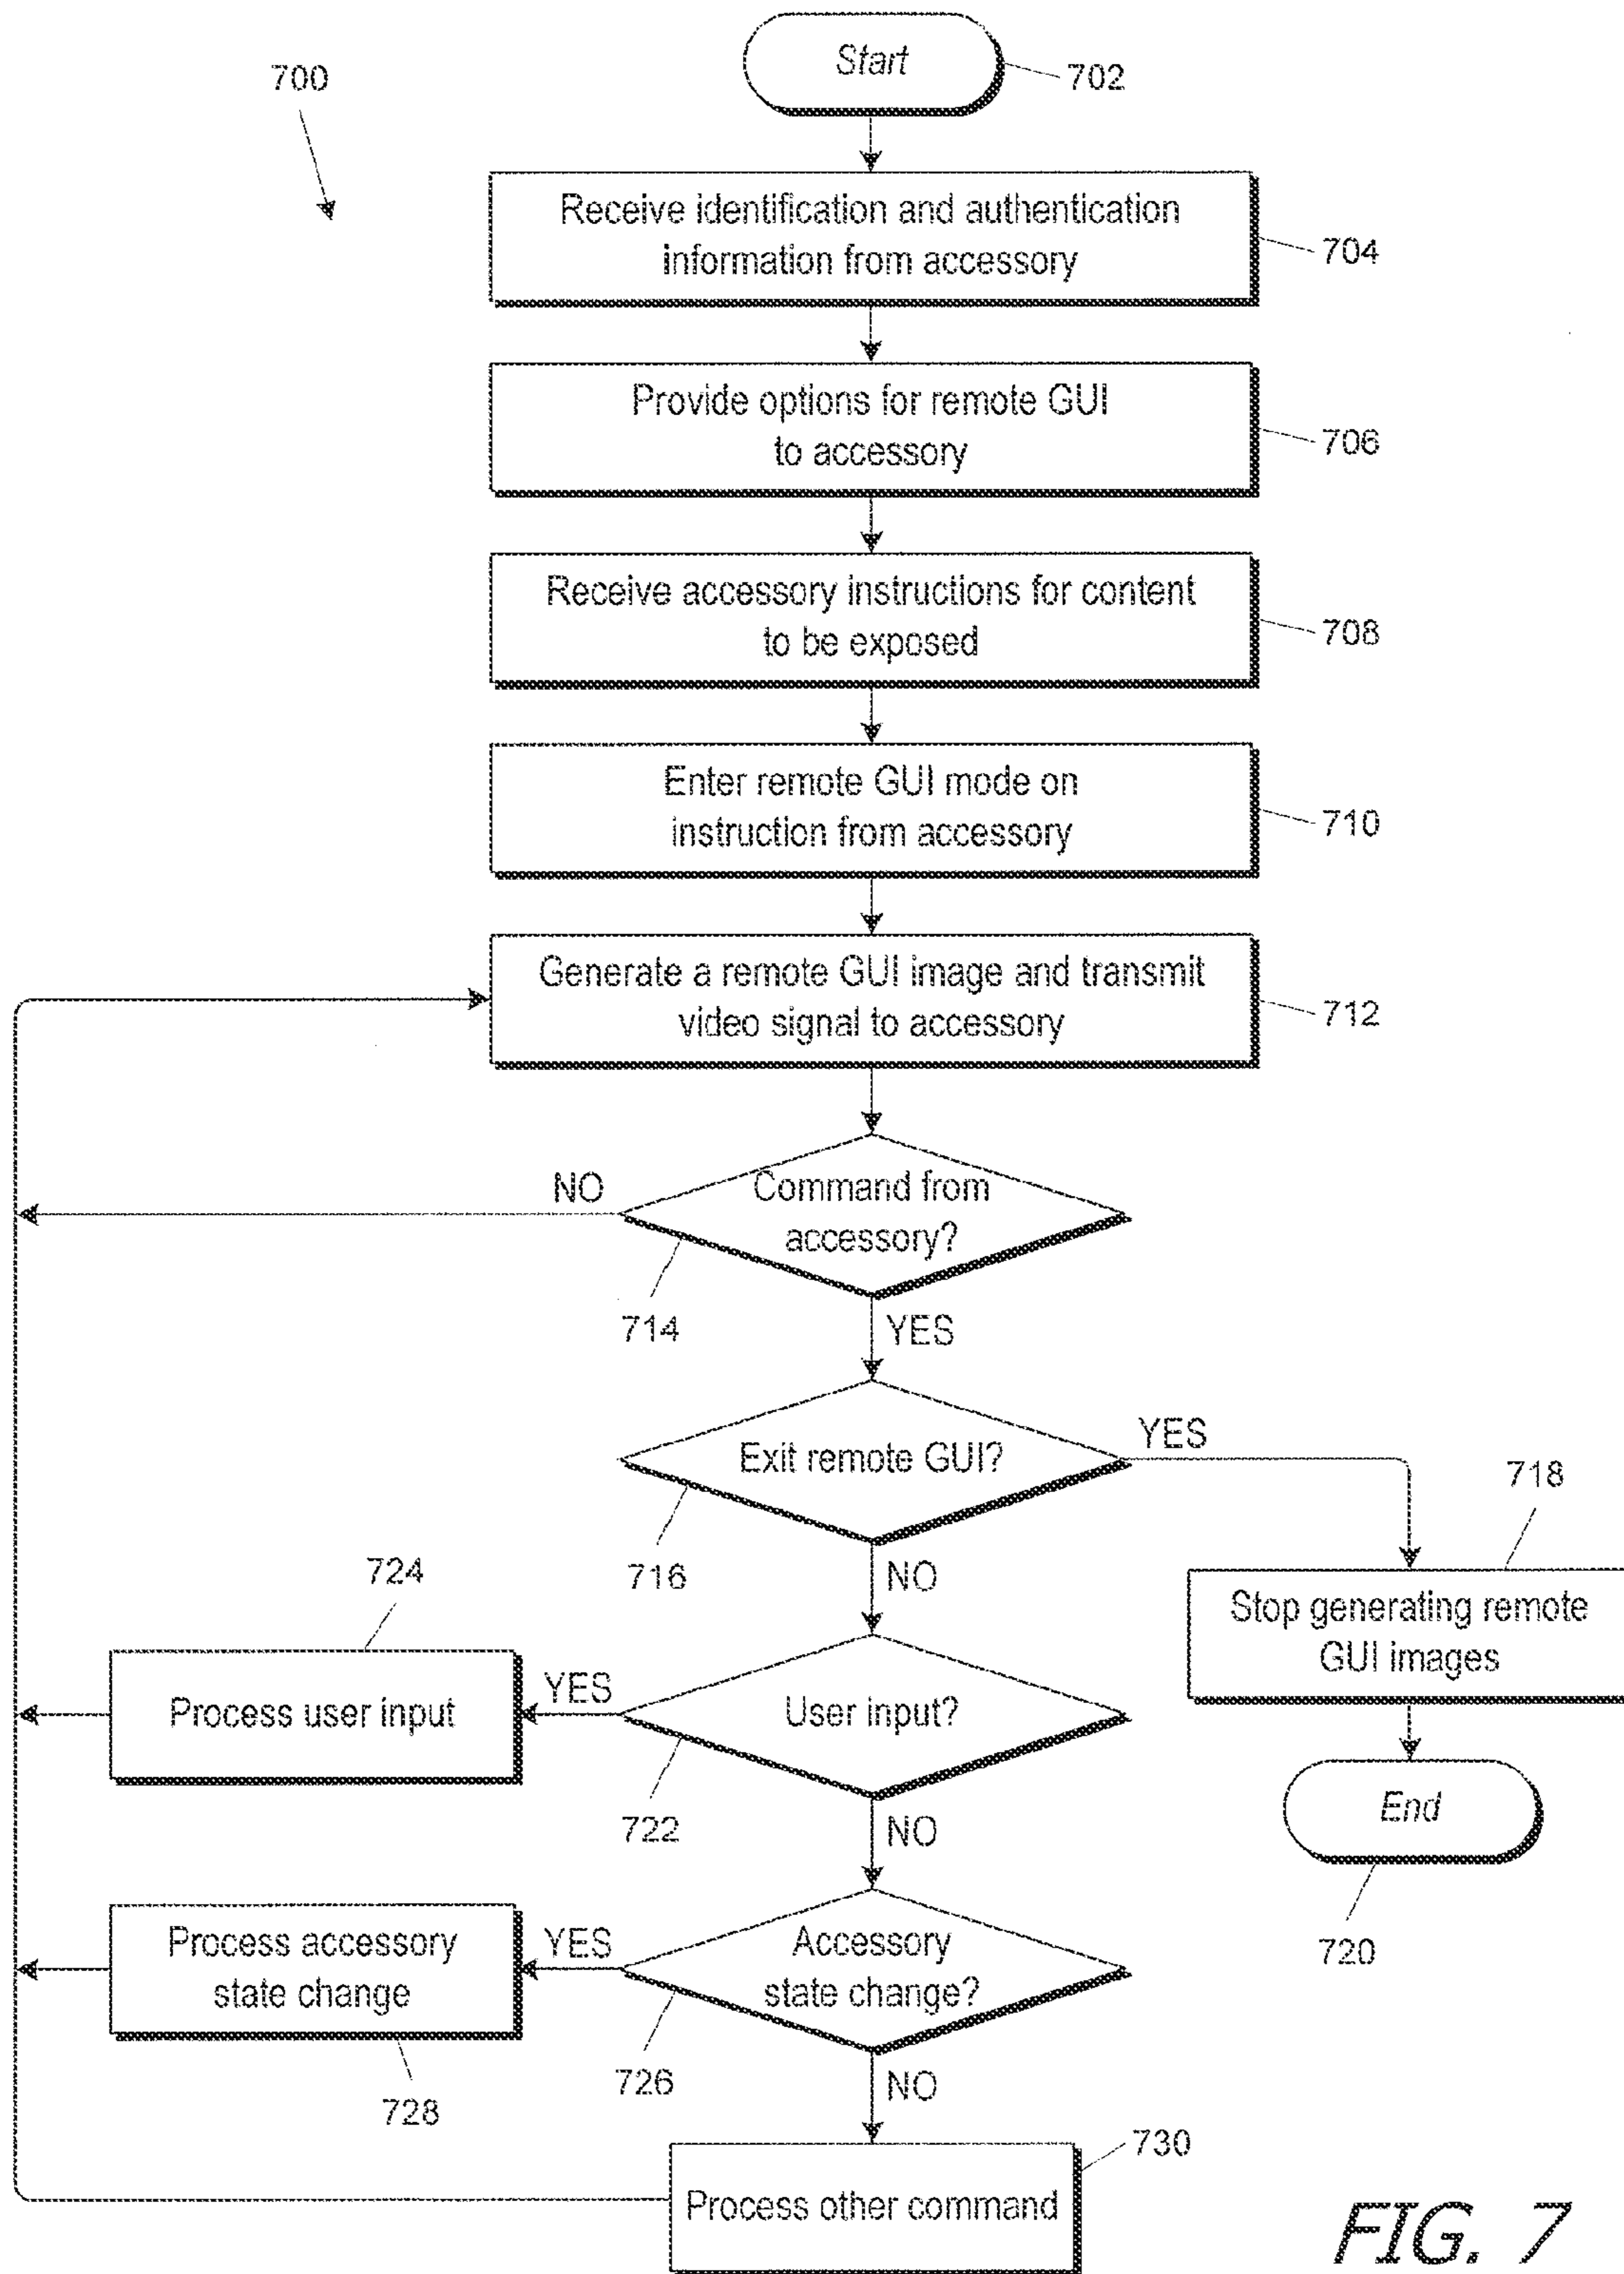 Start
702
700
Receive identification and authentication
information from accessory
704
Provide options for remote GUI
to accessory
706
Receive accessory instructions for content
to be exposed
708
Enter remote GUI mode on
instruction from accessory
710
Generate a remote GUI image and transmit
video signal to accessory
712
NO
Command from
accessory?
714
YES
Exit remote GUI?
YES
716
NO
718
Stop generating remote
GUI images
724
Process user input
YES
User input?
722
NO
End
720
Process accessory
state change
YES
Accessory
state change?
728
726
NO
730
Process other command
FIG. 7